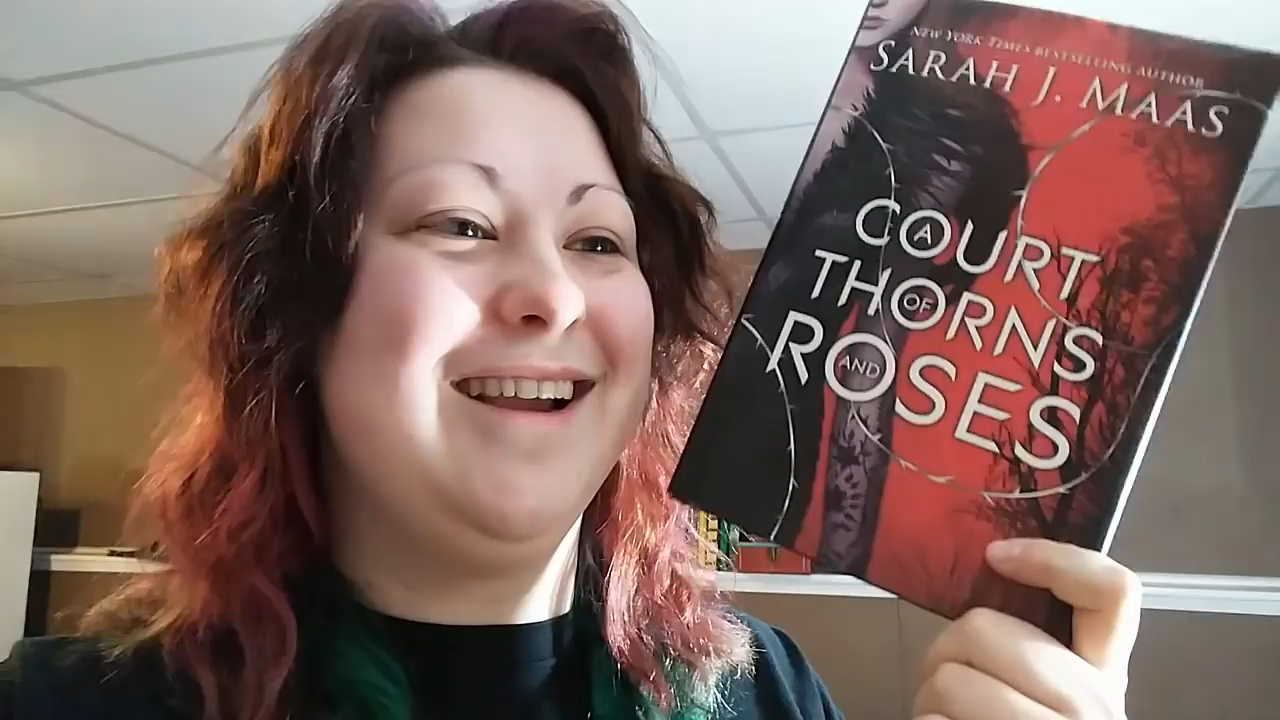 NEW YORK TIMES BESTSELLING AUTHOR
SARAH J. MAAS
A
COURT
OF
THORNS
AND
ROSES